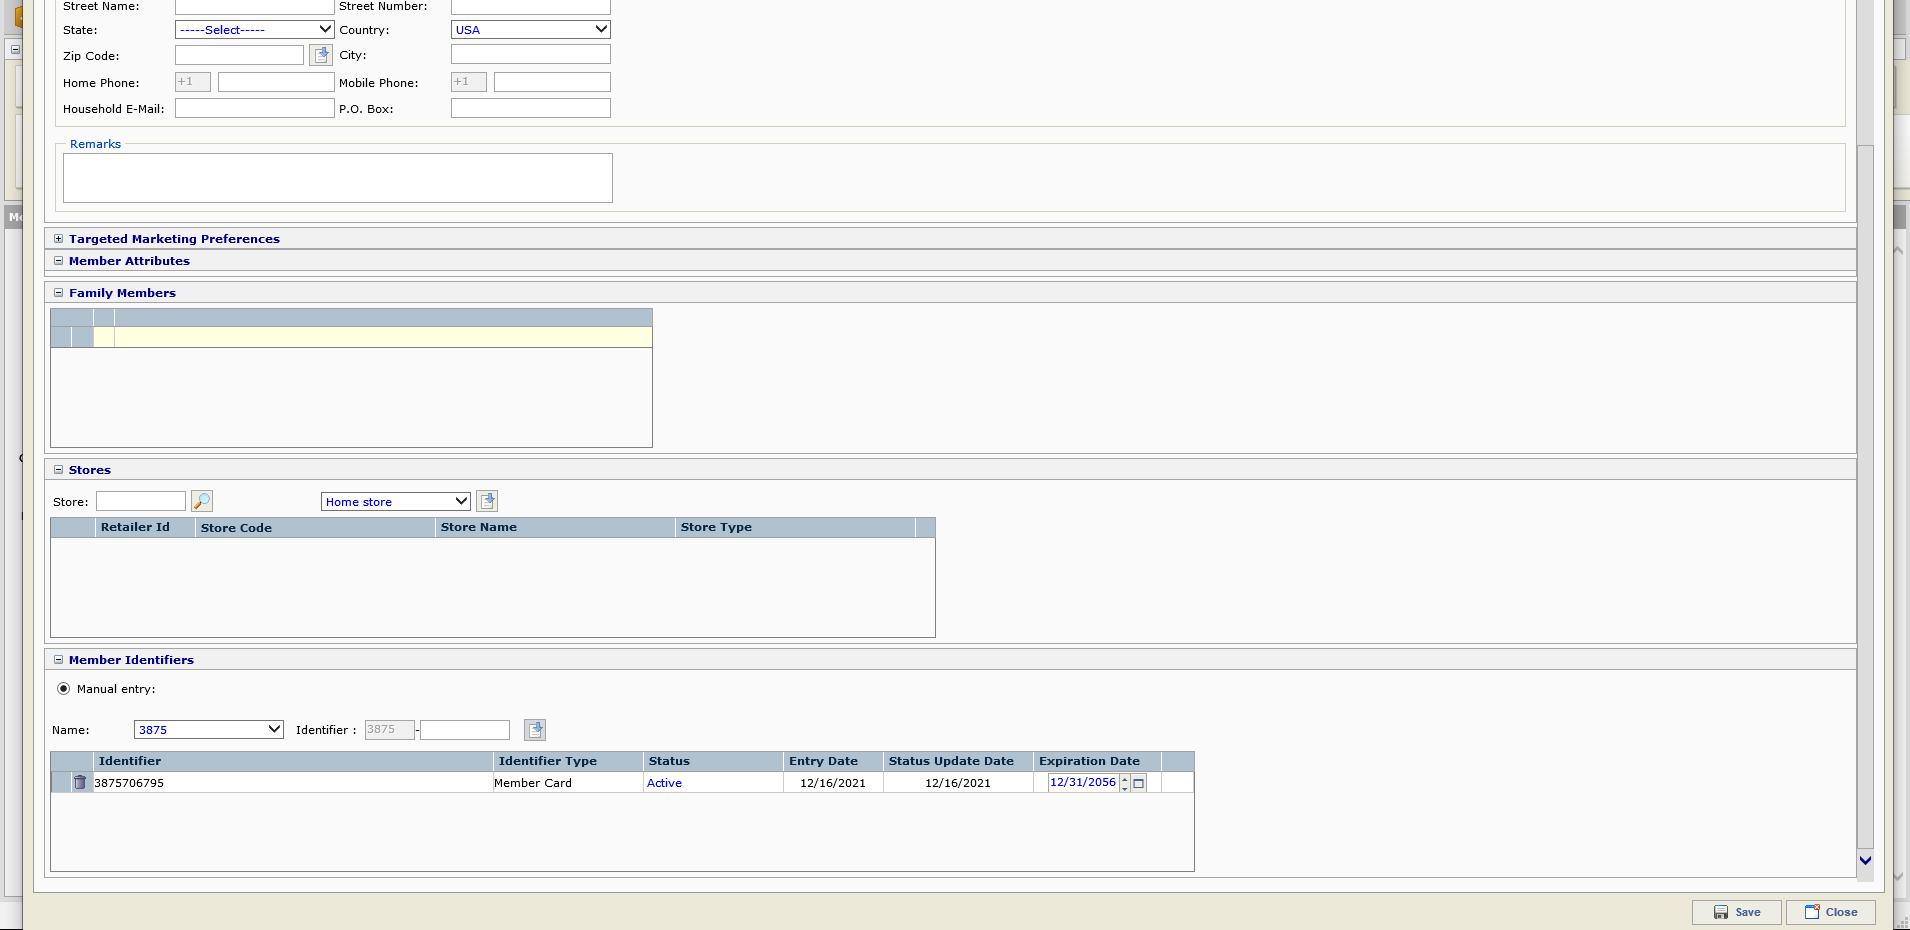 Street Name: Street Number:
State: -----Select----- Country: USA
Zip Code: City:
Home Phone: +1 Mobile Phone: +1
Household E-Mail: P.O. Box:
Remarks
Targeted Marketing Preferences
Member Attributes
Family Members
Stores
Store: Home store
Retailer Id Store Code Store Name Store Type
Member Identifiers
Manual entry:
Name: 3875 Identifier : 3875 -
Identifier Identifier Type Status Entry Date Status Update Date Expiration Date
3875706795 Member Card Active 12/16/2021 12/16/2021 12/31/2056
Save Close